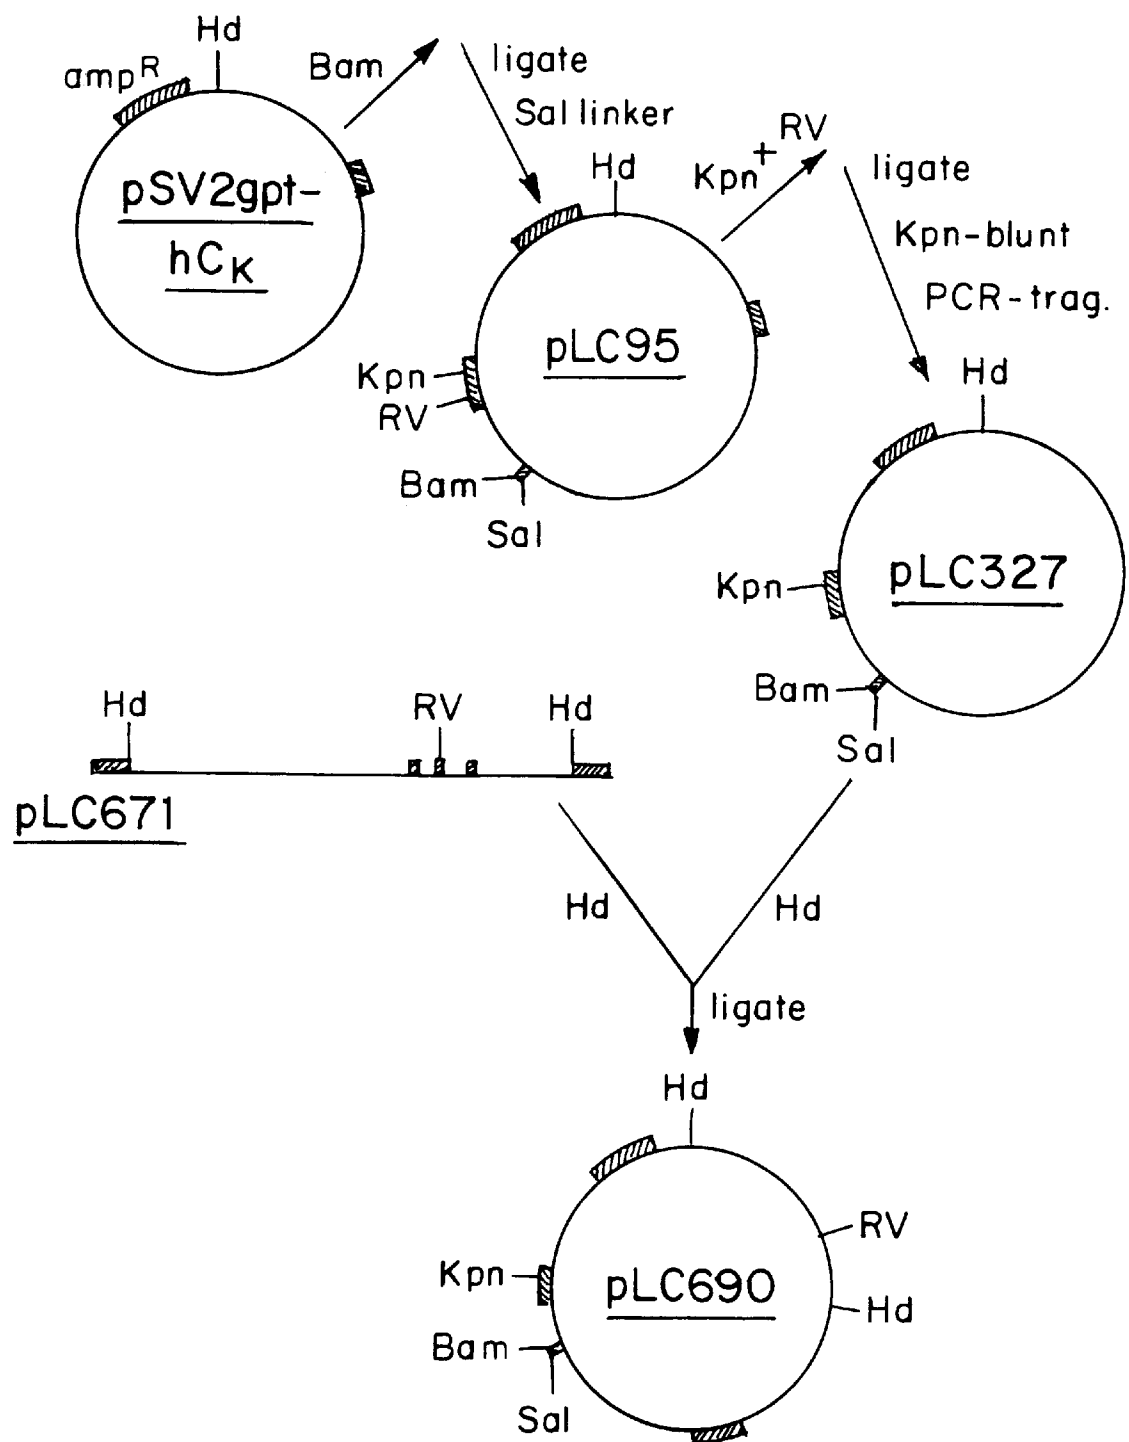 Hd
ampR
Bam
ligate
Sal linker
pSV2gpt-
hCK
Hd
Kpn + RV
ligate
Kpn-blunt
PCR-trag.
pLC95
Kpn
RV
Bam
Sal
Hd
pLC327
Kpn
Bam
Sal
Hd
RV
Hd
pLC671
Hd
Hd
ligate
Hd
RV
Kpn
pLC690
Hd
Bam
Sal